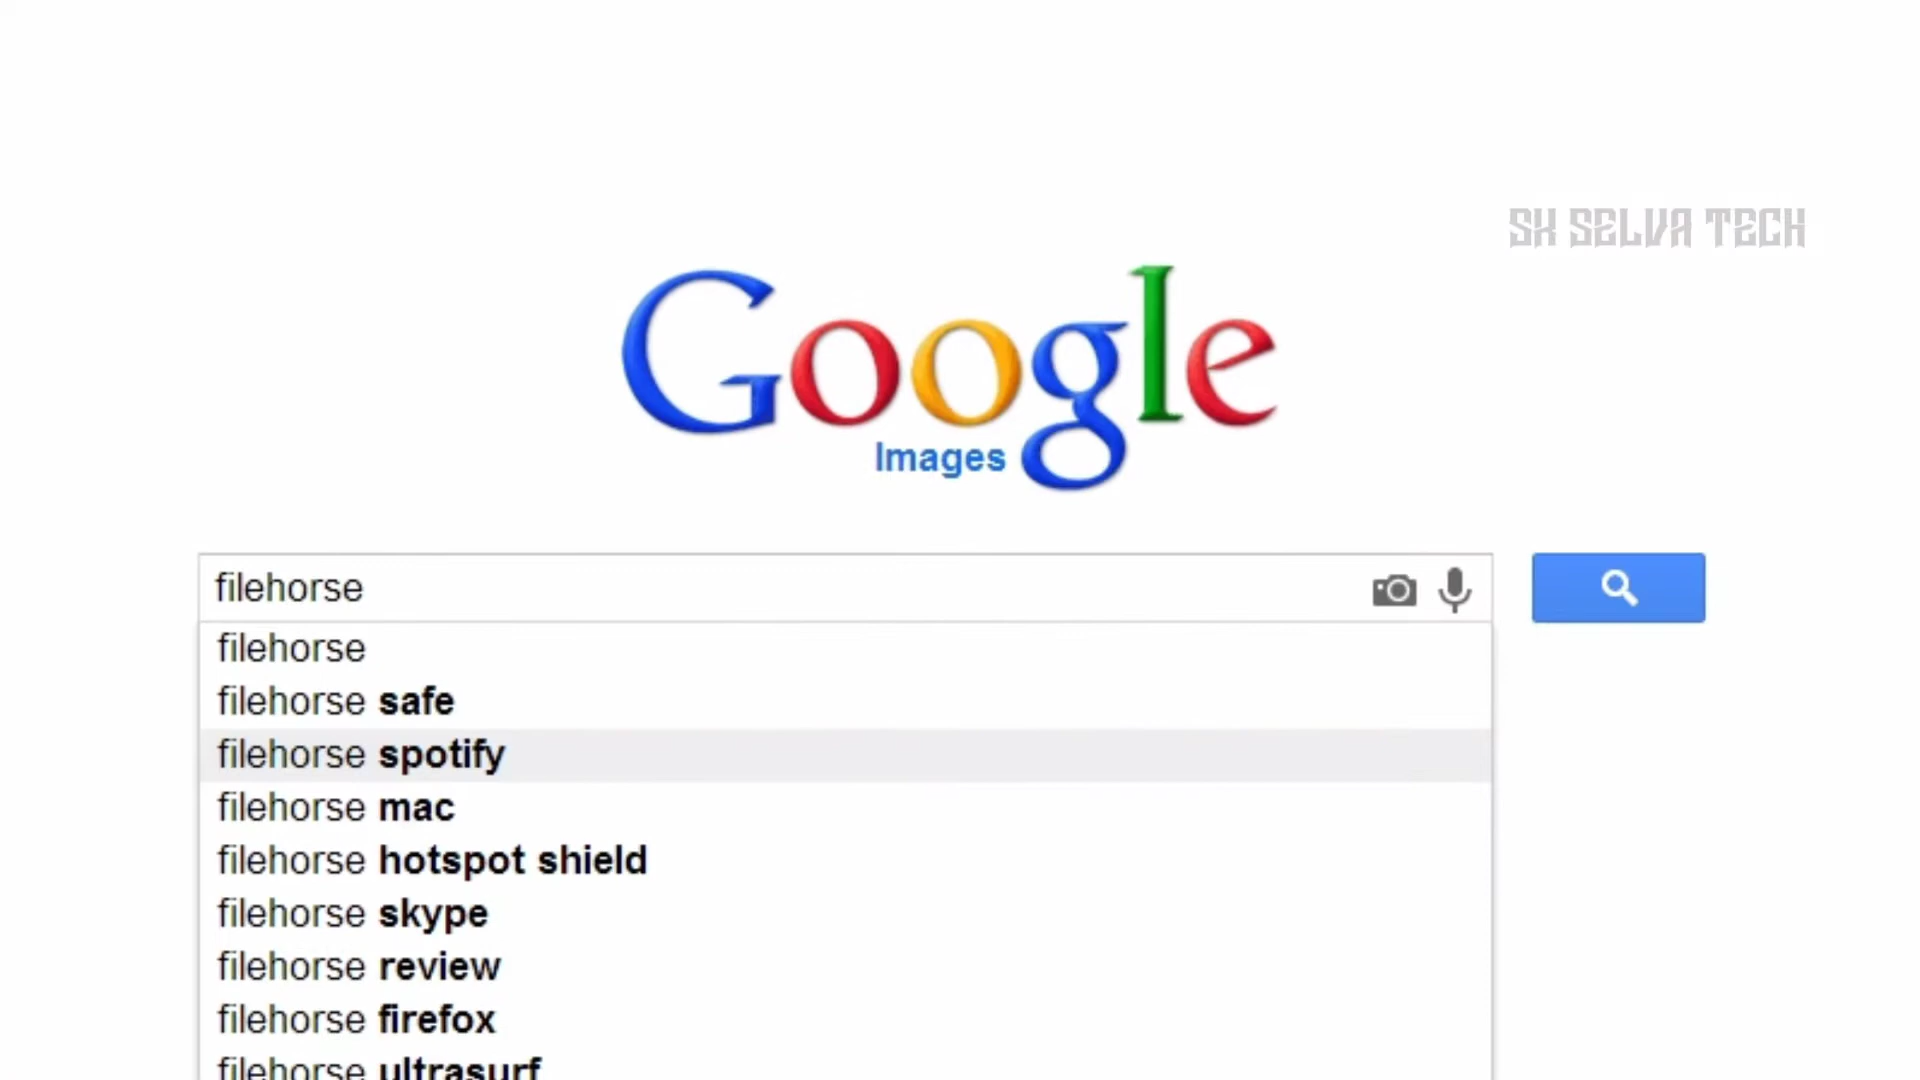 SK SELVA TECH
Google
Images
filehorse
filehorse
filehorse safe
filehorse spotify
filehorse mac
filehorse hotspot shield
filehorse skype
filehorse review
filehorse firefox
filehorse ultrasurf